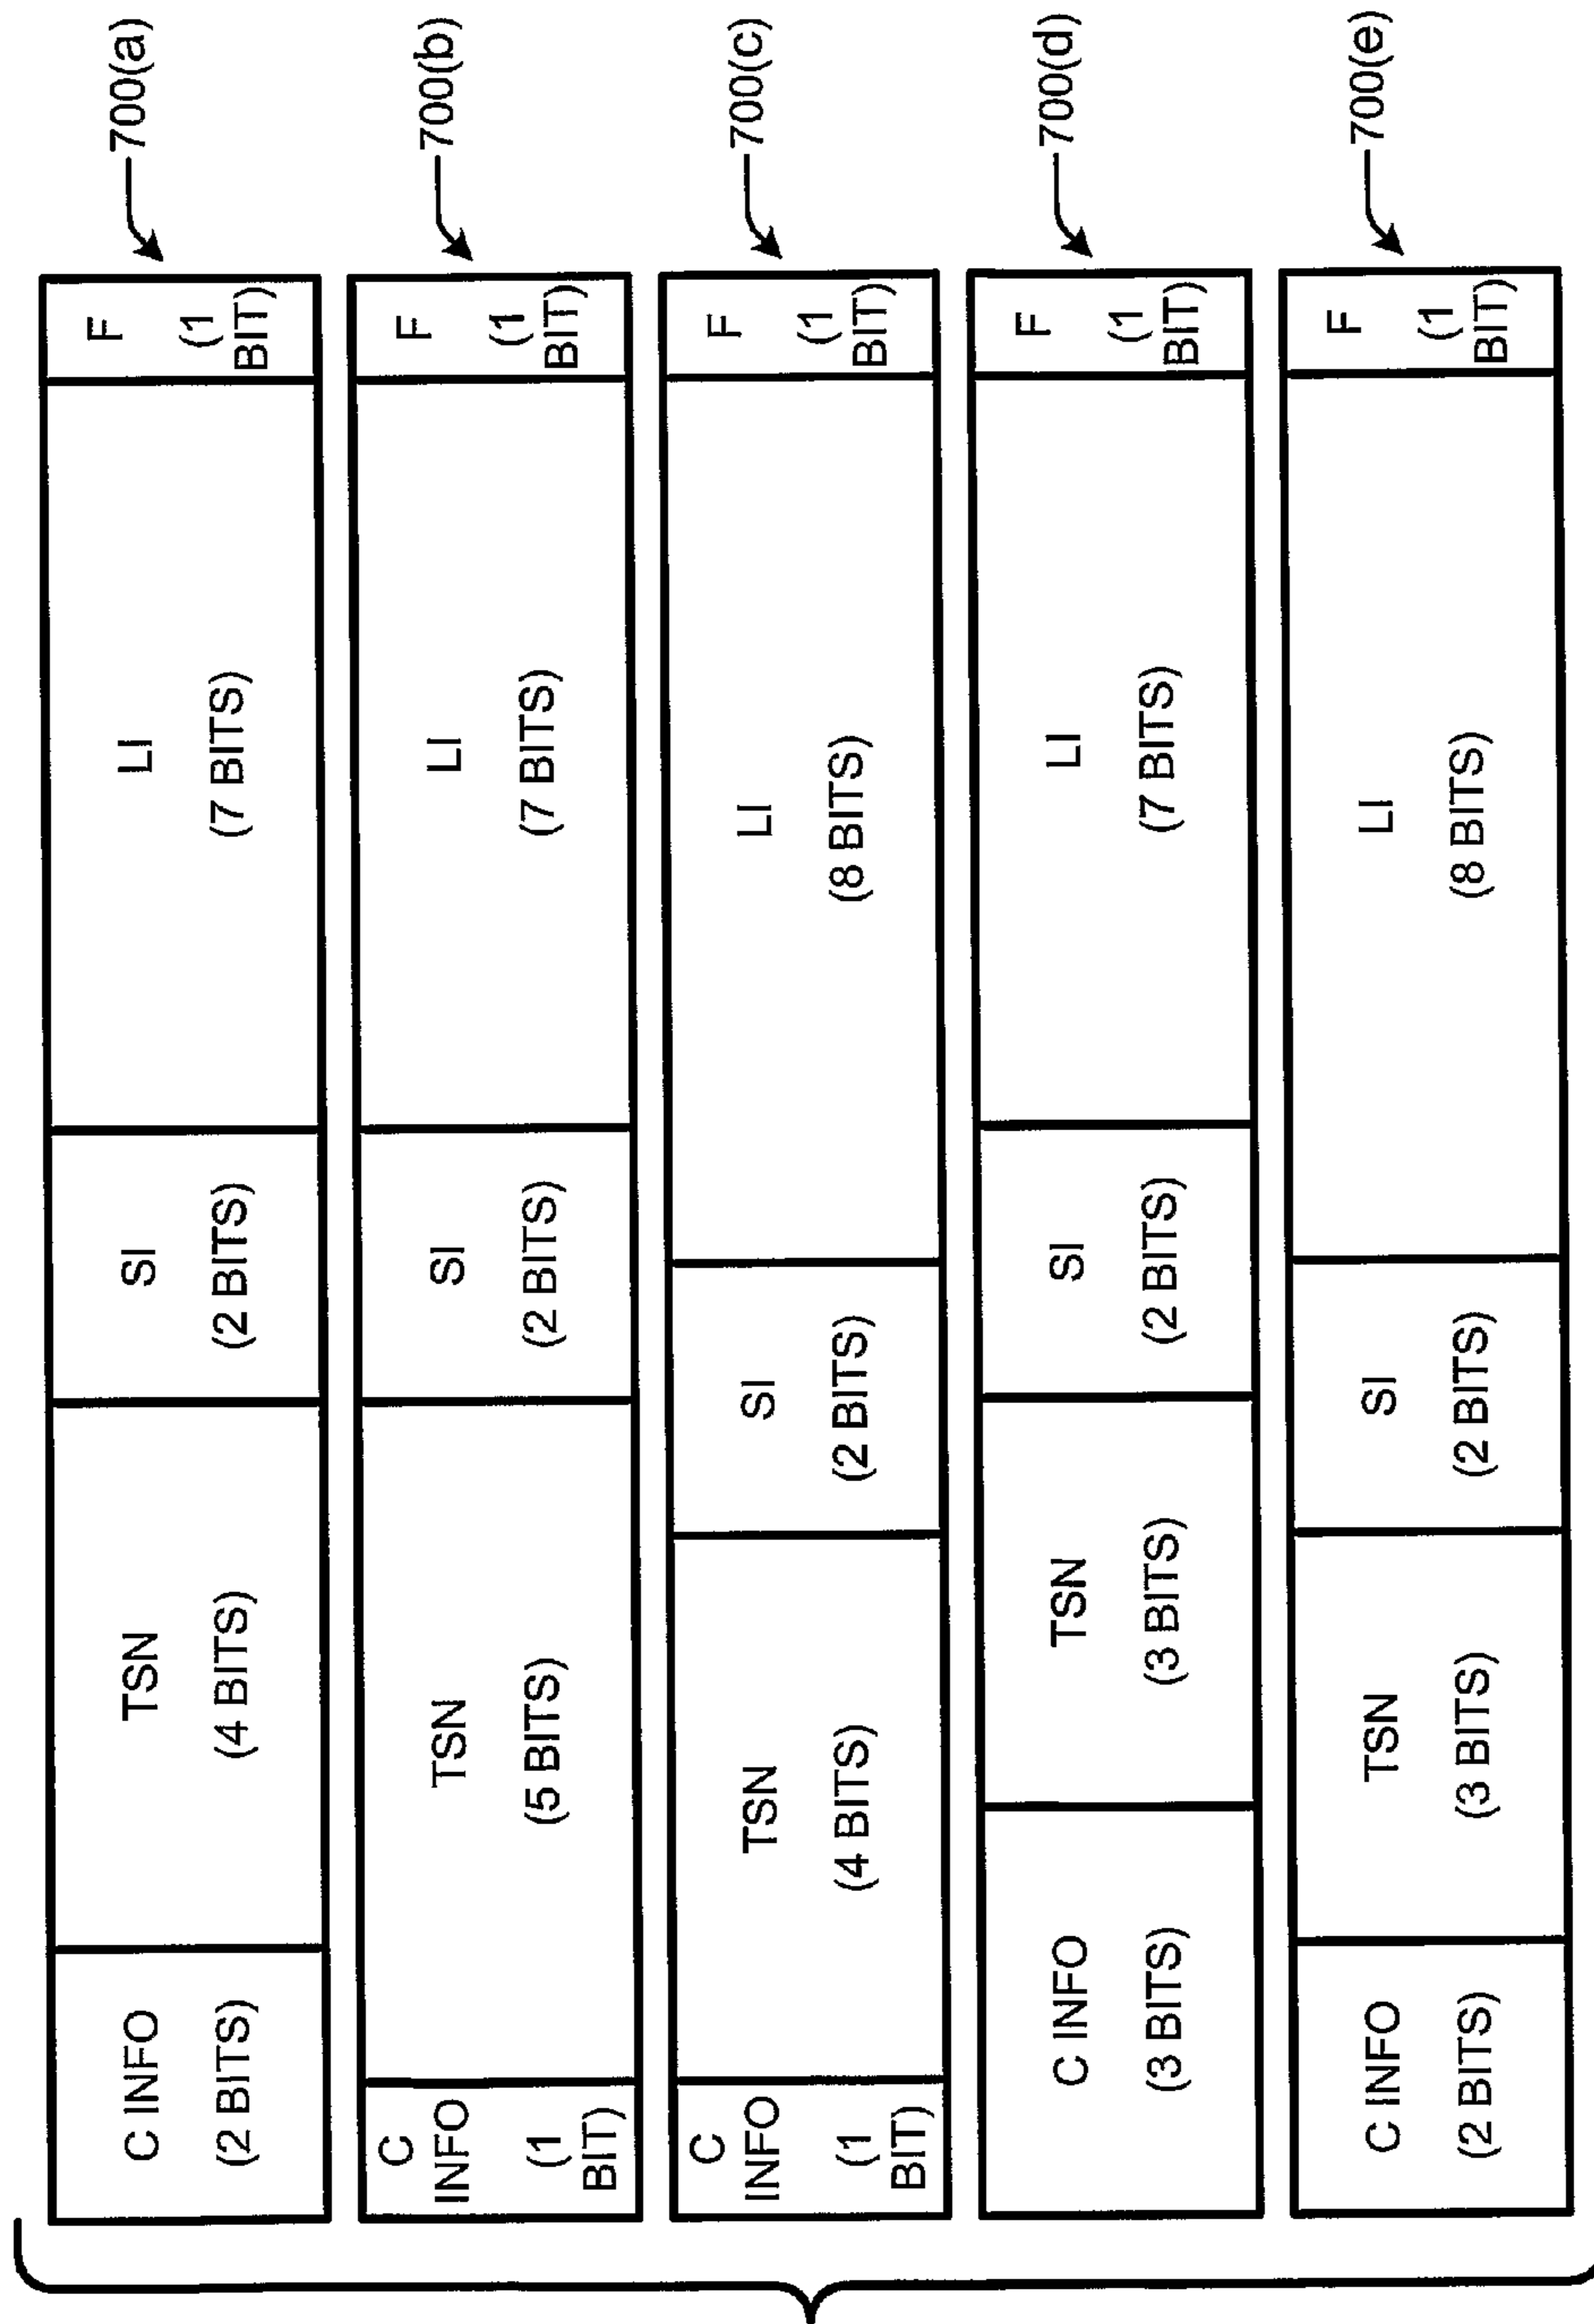 C INFO
(2 BITS)
TSN
(4 BITS)
SI
(2 BITS)
LI
(7 BITS)
F
(1
BIT)
700(a)
C
INFO
(1
BIT)
TSN
(5 BITS)
SI
(2 BITS)
LI
(7 BITS)
F
(1
BIT)
700(b)
C
INFO
(1
BIT)
TSN
(4 BITS)
SI
(2 BITS)
LI
(8 BITS)
F
(1
BIT)
700(c)
C INFO
(3 BITS)
TSN
(3 BITS)
SI
(2 BITS)
LI
(7 BITS)
F
(1
BIT)
700(d)
C INFO
(2 BITS)
TSN
(3 BITS)
SI
(2 BITS)
LI
(8 BITS)
F
(1
BIT)
700(e)